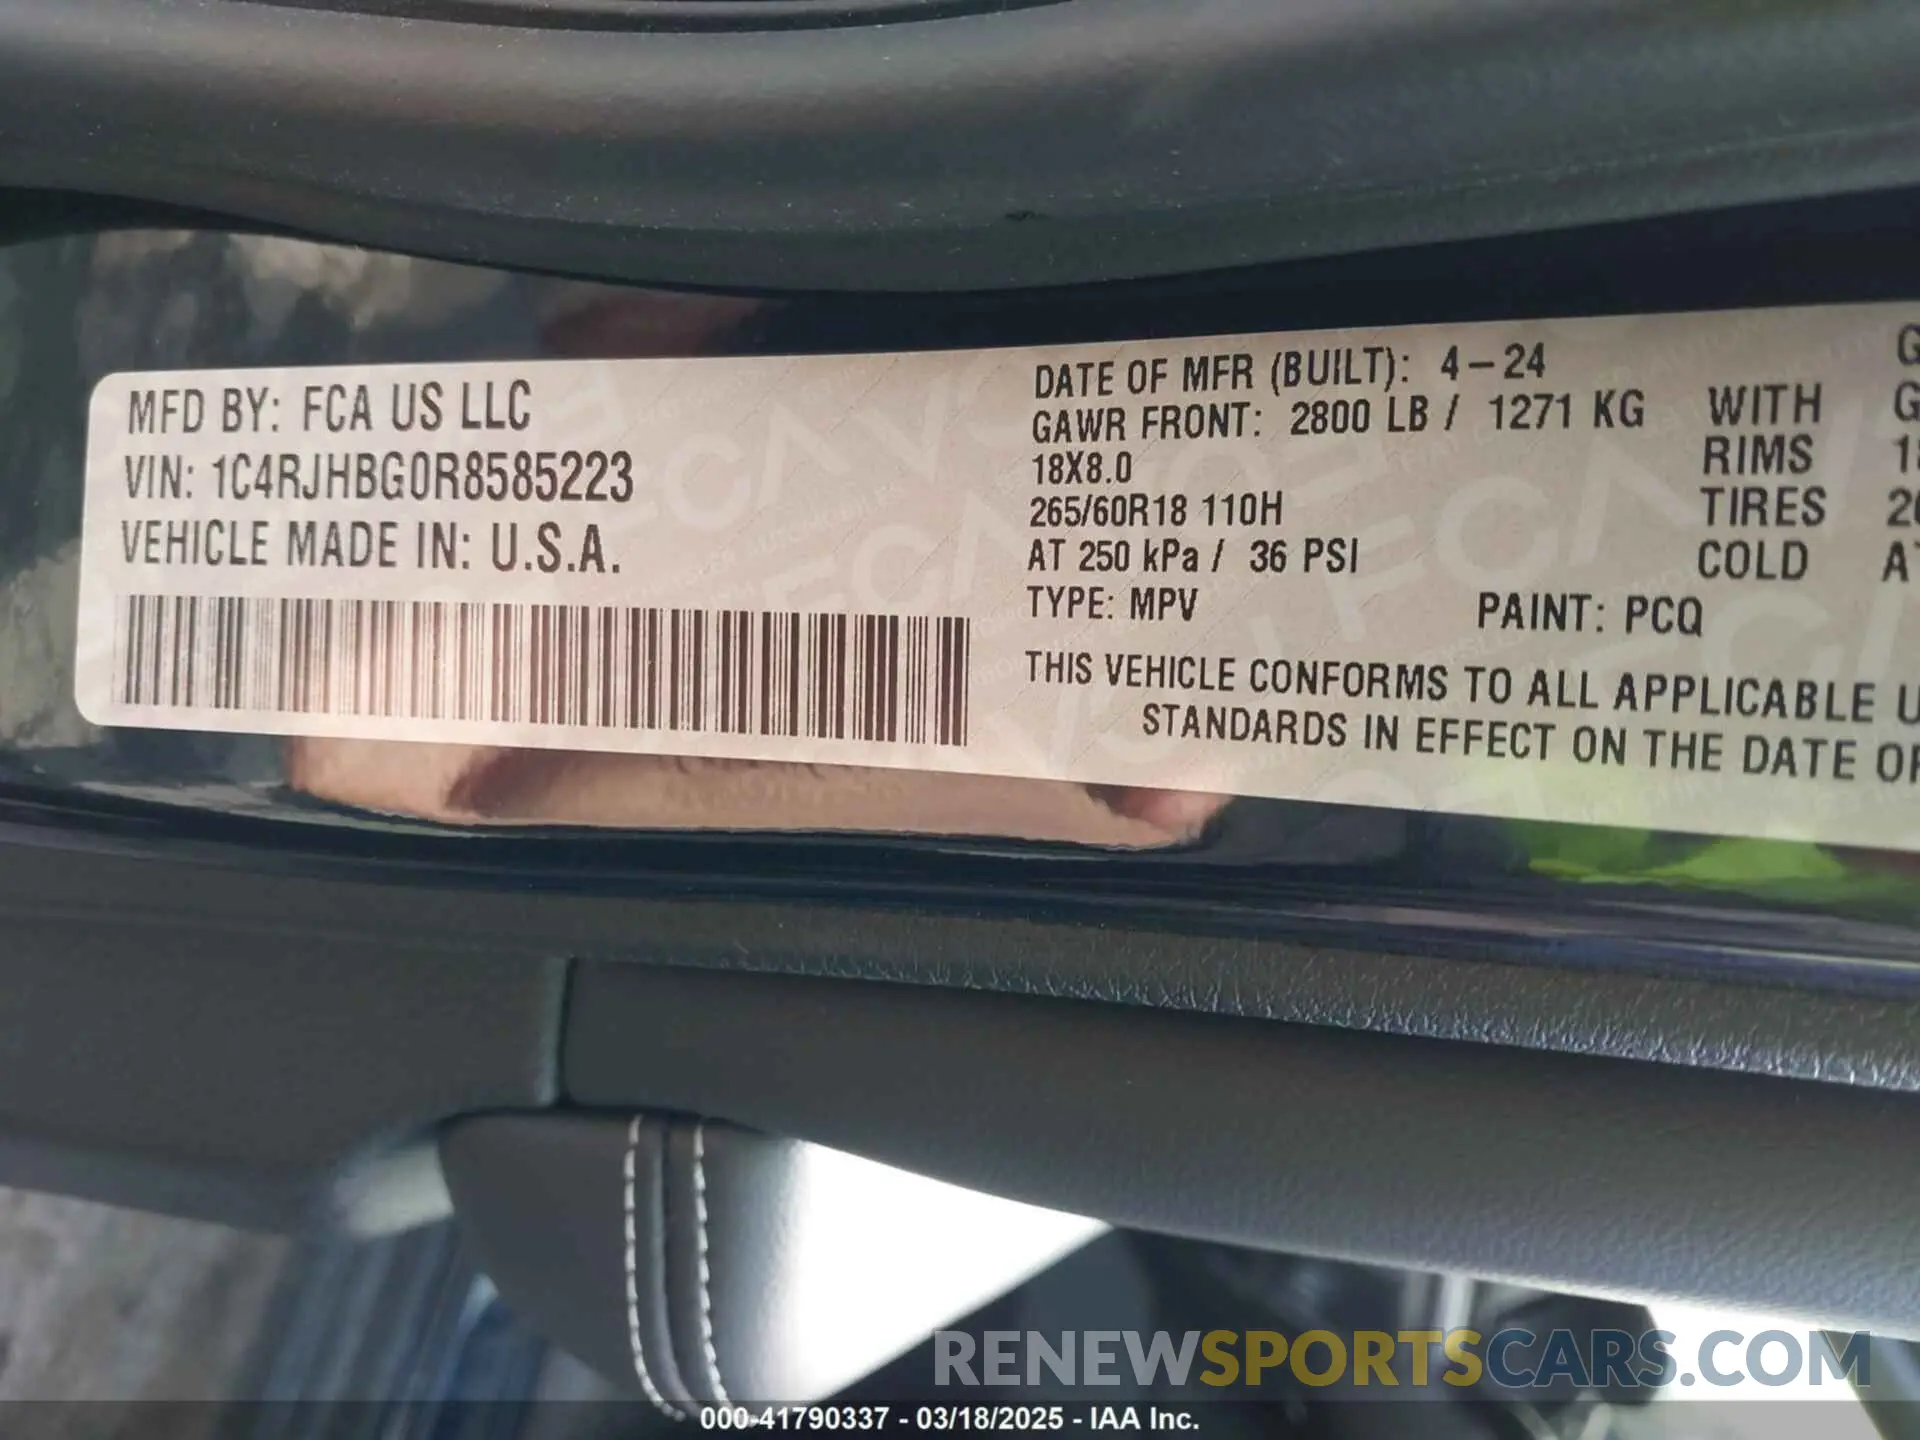 MFD BY: FCA US LLC
VIN: 1C4RJHBG0R8585223
VEHICLE MADE IN: U.S.A.
DATE OF MFR (BUILT): 4-24
GAWR FRONT: 2800 LB / 1271 KG WITH
18X8.0 RIMS
265/60R18 110H TIRES
AT 250 kPa / 36 PSI COLD
TYPE: MPV PAINT: PCQ
THIS VEHICLE CONFORMS TO ALL APPLICABLE
STANDARDS IN EFFECT ON THE DATE
RENEWSPORTSCARS.COM
000-41790337 - 03/18/2025 - IAA Inc.